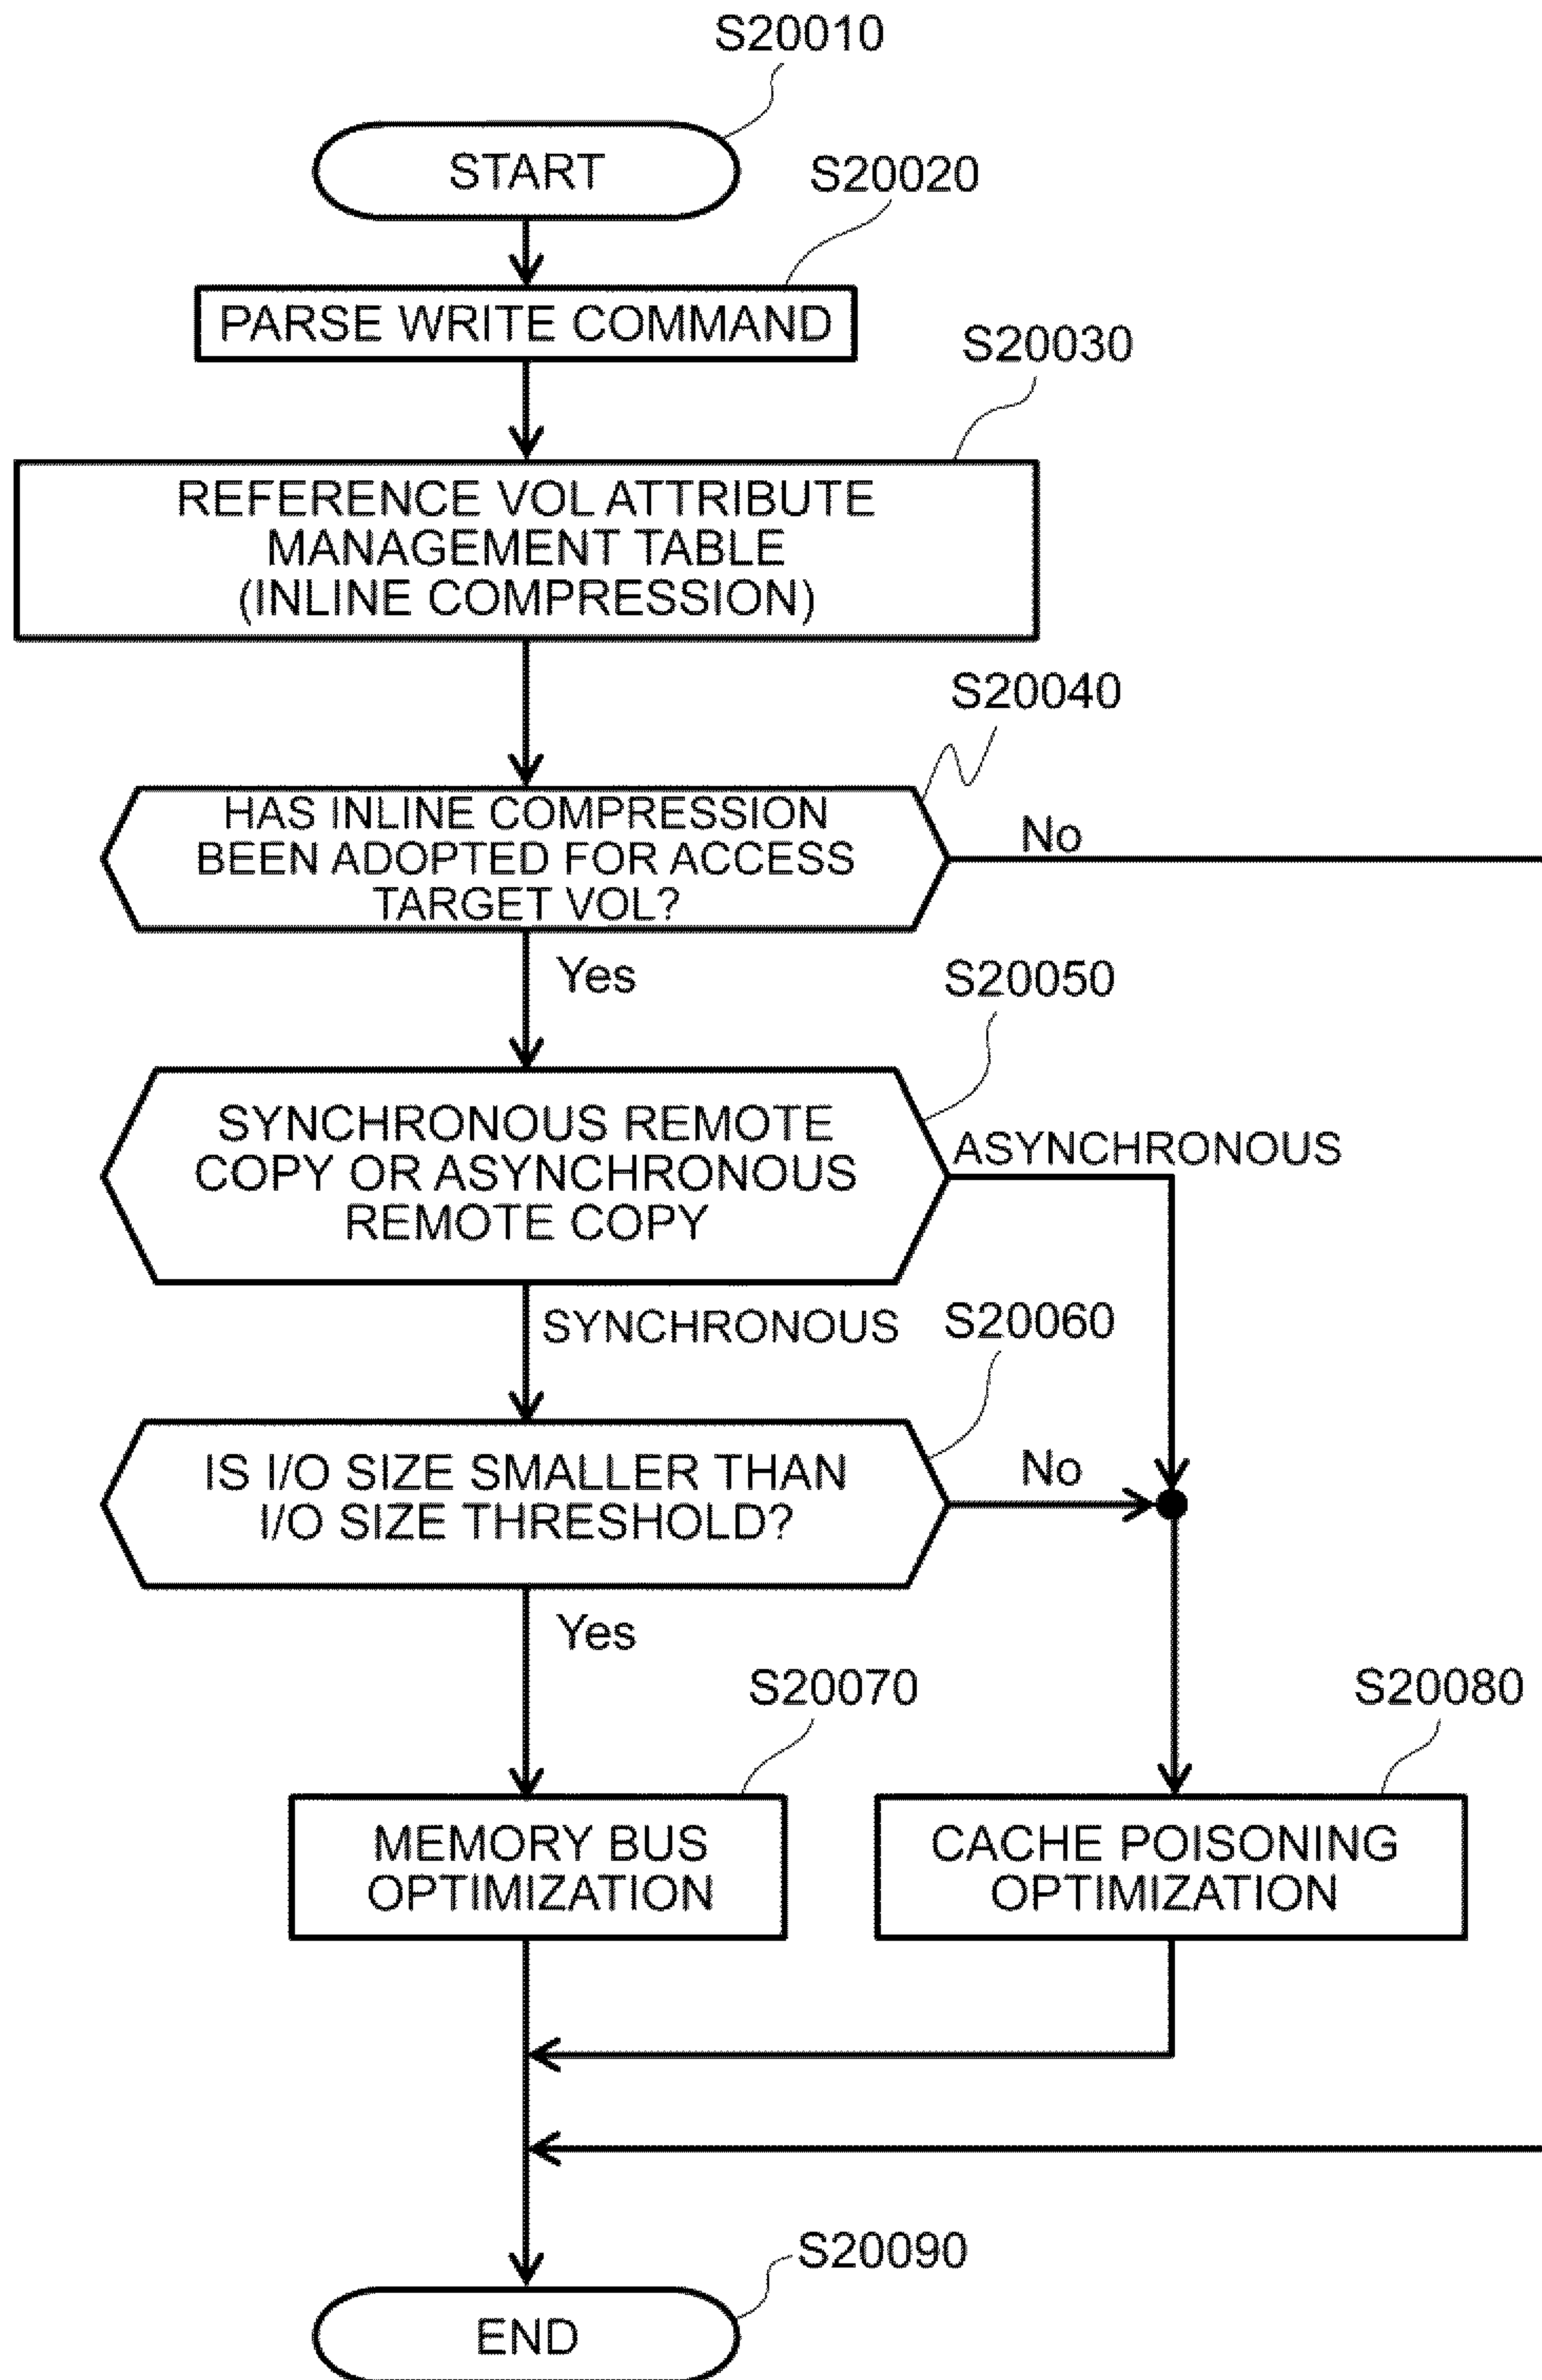 S20010
START
S20020
PARSE WRITE COMMAND
S20030
REFERENCE VOL ATTRIBUTE
MANAGEMENT TABLE
(INLINE COMPRESSION)
S20040
HAS INLINE COMPRESSION
BEEN ADOPTED FOR ACCESS
TARGET VOL?
No
Yes
S20050
SYNCHRONOUS REMOTE
COPY OR ASYNCHRONOUS
REMOTE COPY
ASYNCHRONOUS
SYNCHRONOUS
S20060
IS I/O SIZE SMALLER THAN
I/O SIZE THRESHOLD?
No
Yes
S20070
MEMORY BUS
OPTIMIZATION
S20080
CACHE POISONING
OPTIMIZATION
S20090
END